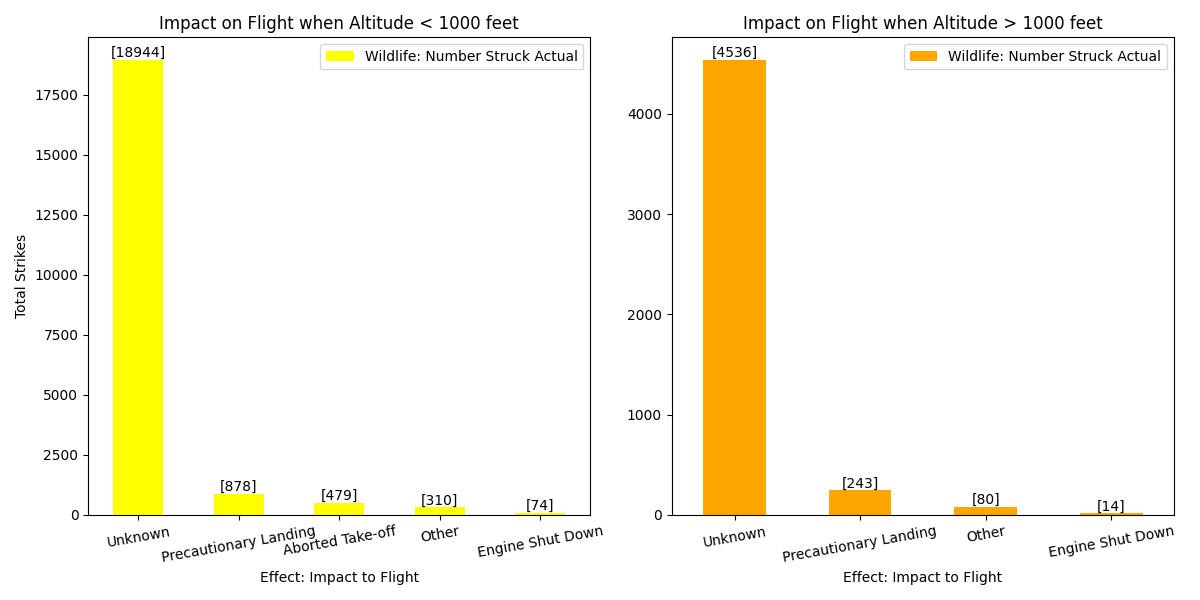 Impact on Flight when Altitude < 1000 feet
[18944]
Wildlife: Number Struck Actual
17500
15000
12500
10000
7500
5000
2500
0
Total Strikes
[878]
[479]
[310]
[74]
Unknown
Precautionary Landing
Aborted Take-off
Other
Engine Shut Down
Effect: Impact to Flight
Impact on Flight when Altitude > 1000 feet
[4536]
Wildlife: Number Struck Actual
4000
3000
2000
1000
0
[243]
[80]
[14]
Unknown
Precautionary Landing
Other
Engine Shut Down
Effect: Impact to Flight